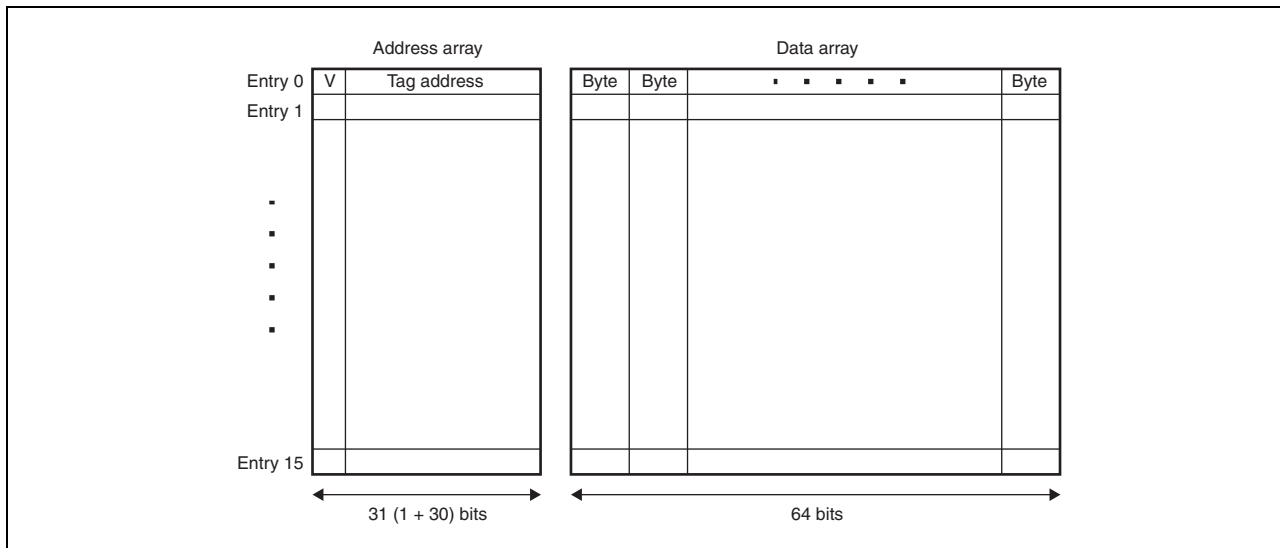 Address array Data array
Entry 0 V Tag address Byte Byte Byte
Entry 1
Entry 15
31 (1 + 30) bits 64 bits